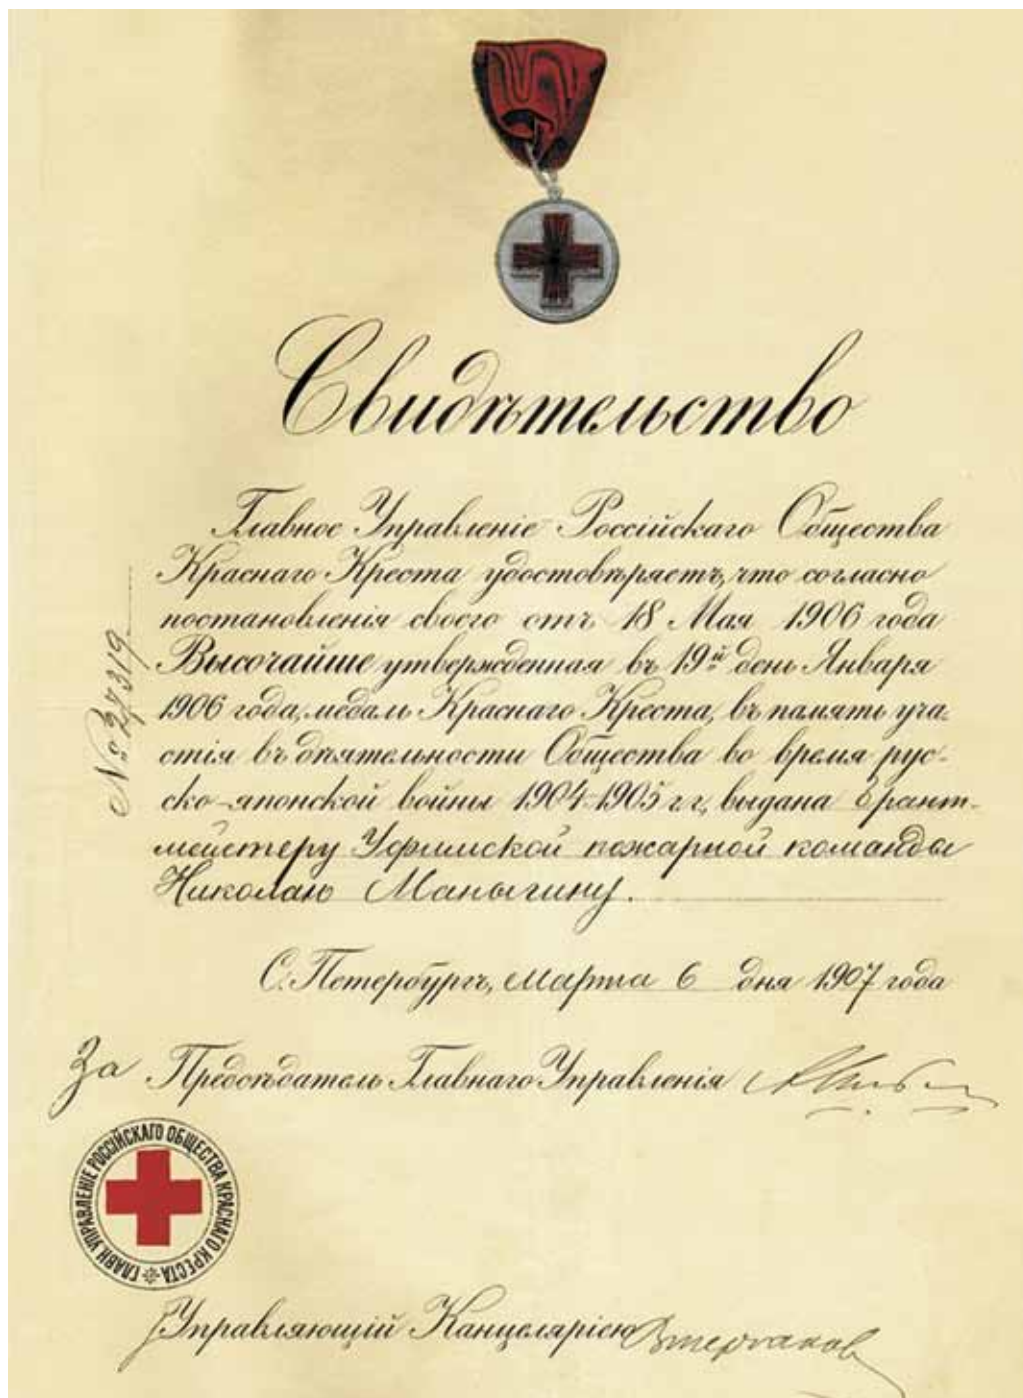 Свидѣтельство
Главное Управленіе Россійскаго Общества
Краснаго Креста удостовѣряетъ, что согласно
постановленія своего отъ 18 Мая 1906 года
Высочайше утвержденная въ 19й день Января
1906 года, медаль Краснаго Креста, въ память уча-
стія въ дѣятельности Общества во время рус-
ско-японской войны 1904-1905 г.г., выдана Брант-
мейстеру Уфимской пожарной команды
Николаю Маныгину.
№ 27319
С. Петербургъ, Марта 6 дня 1907 года
За Предсѣдатель Главнаго Управленія
ГЛАВН. УПРАВЛЕНІЕ РОССІЙСКАГО ОБЩЕСТВА КРАСНАГО КРЕСТА
Управляющій Канцеляріею